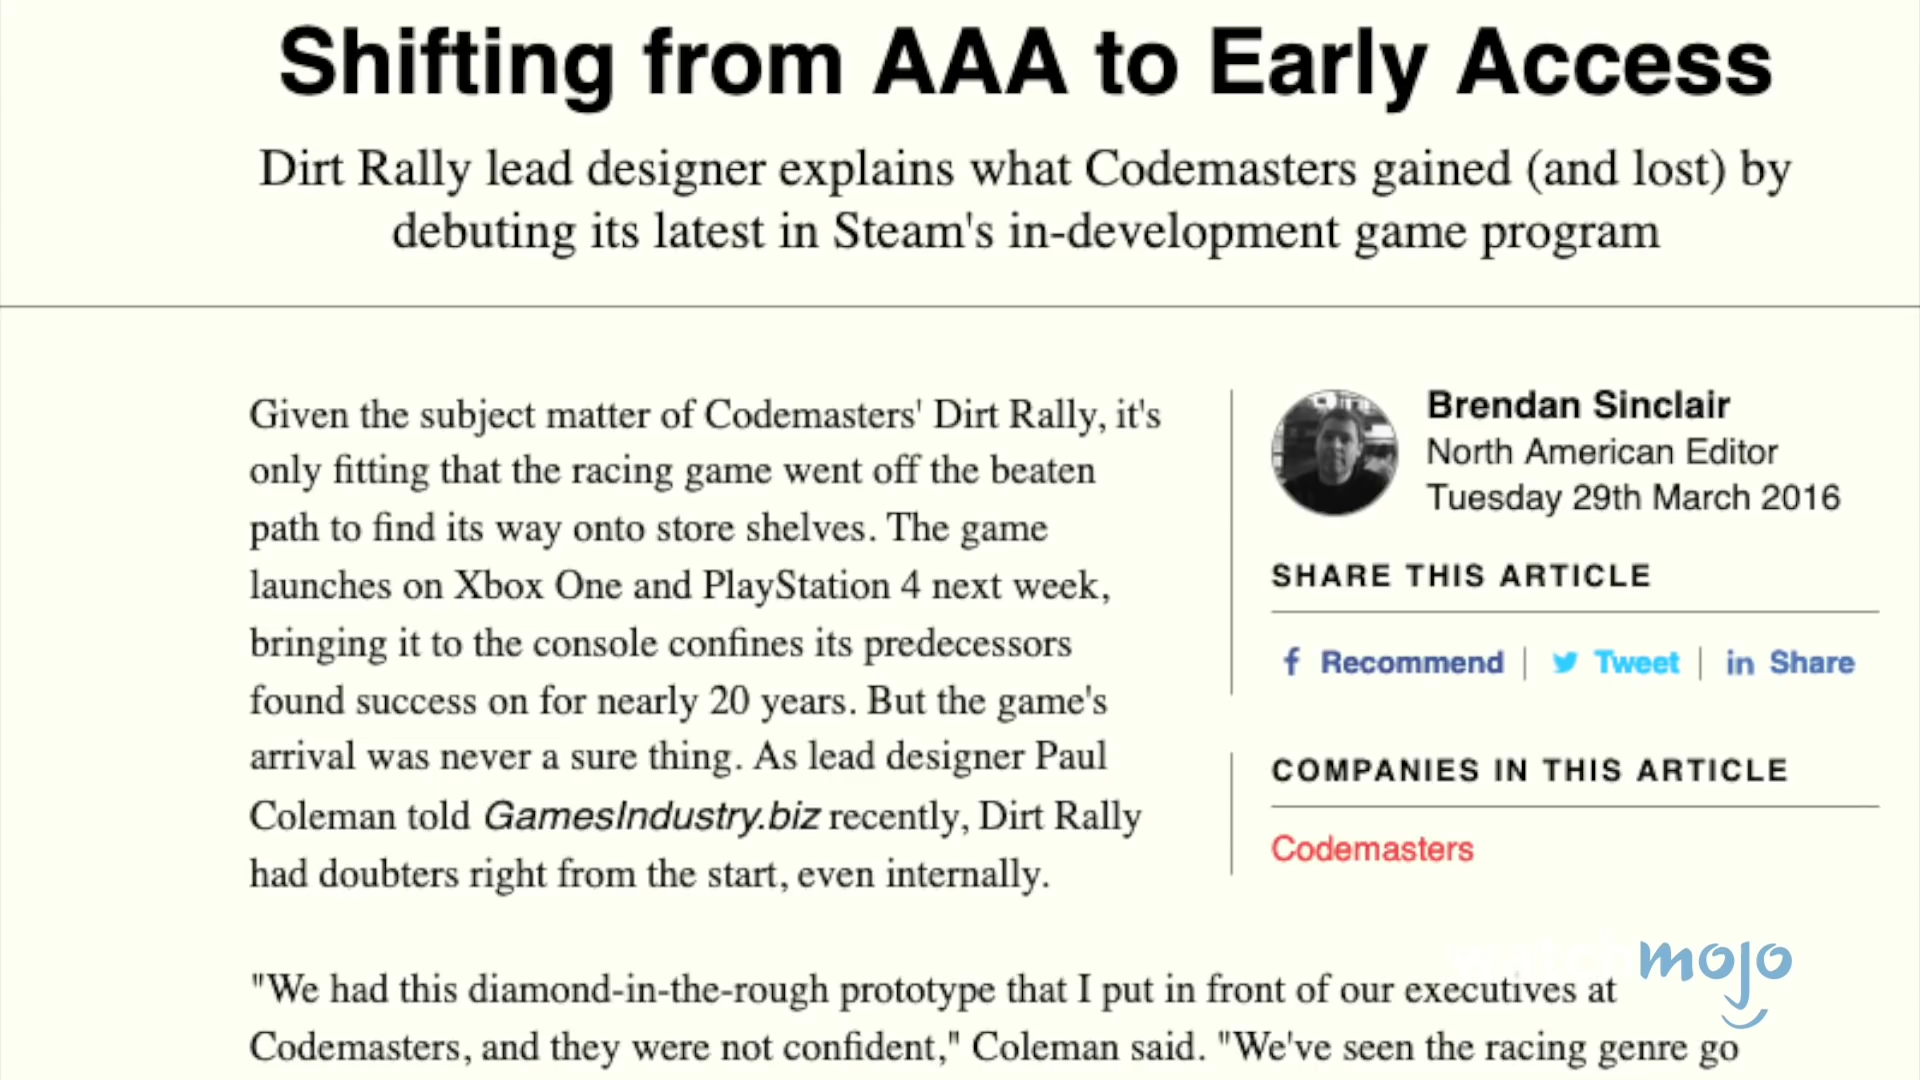 Shifting from AAA to Early Access
Dirt Rally lead designer explains what Codemasters gained (and lost) by
debuting its latest in Steam's in-development game program
Given the subject matter of Codemasters' Dirt Rally, it's
only fitting that the racing game went off the beaten
path to find its way onto store shelves. The game
launches on Xbox One and PlayStation 4 next week,
bringing it to the console confines its predecessors
found success on for nearly 20 years. But the game's
arrival was never a sure thing. As lead designer Paul
Coleman told GamesIndustry.biz recently, Dirt Rally
had doubters right from the start, even internally.
"We had this diamond-in-the-rough prototype that I put in front of our executives at
Codemasters, and they were not confident," Coleman said. "We've seen the racing genre go
Brendan Sinclair
North American Editor
Tuesday 29th March 2016
SHARE THIS ARTICLE
f Recommend | Tweet | in Share
COMPANIES IN THIS ARTICLE
Codemasters
watchmojo